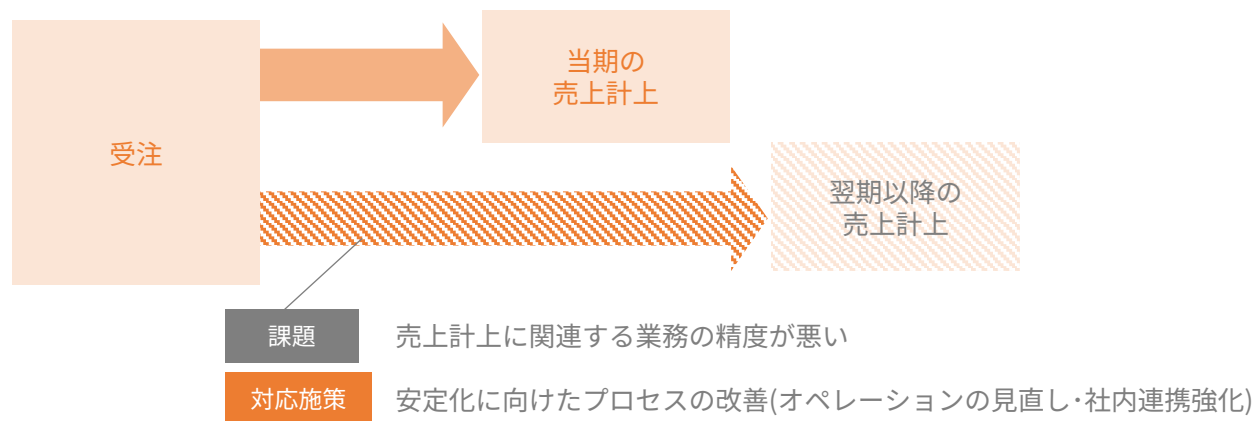 受注
当期の
売上計上
翌期以降の
売上計上
課題
売上計上に関連する業務の精度が悪い
対応施策
安定化に向けたプロセスの改善(オペレーションの見直し･社内連携強化)